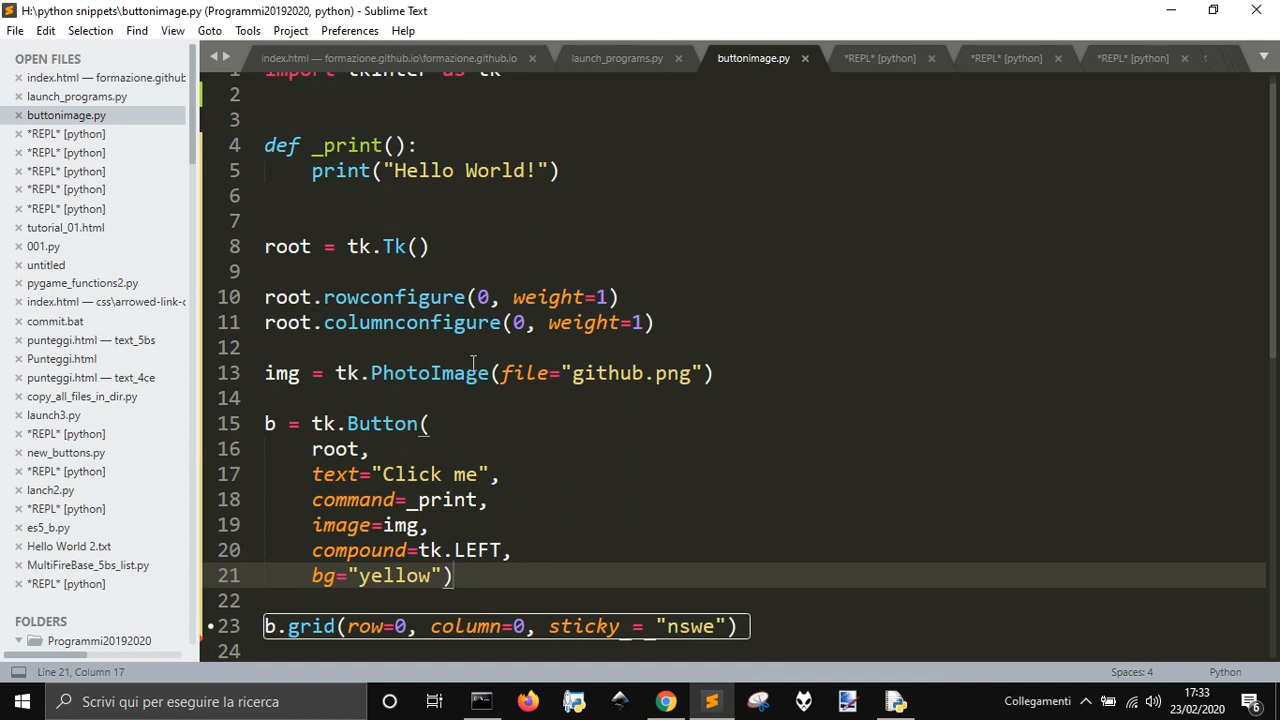 H:\python snippets\buttonimage.py (Programmi20192020, python) - Sublime Text
File Edit Selection Find View Goto Tools Project Preferences Help
OPEN FILES
index.html — formazione.github
launch_programs.py
buttonimage.py
*REPL* [python]
*REPL* [python]
*REPL* [python]
*REPL* [python]
*REPL* [python]
tutorial_01.html
001.py
untitled
pygame_functions2.py
index.html — css\arrowed-link-c
commit.bat
punteggi.html — text_5bs
Punteggi.html
punteggi.html — text_4ce
copy_all_files_in_dir.py
launch3.py
*REPL* [python]
new_buttons.py
*REPL* [python]
lanch2.py
*REPL* [python]
es5_b.py
Hello World 2.txt
MultiFireBase_5bs_list.py
*REPL* [python]
FOLDERS
Programmi20192020
index.html — formazione.github.io\formazione.github.io
launch_programs.py
buttonimage.py
*REPL* [python]
*REPL* [python]
*REPL* [python]
1 import tkinter as tk
2
3
4 def _print():
5 print("Hello World!")
6
7
8 root = tk.Tk()
9
10 root.rowconfigure(0, weight=1)
11 root.columnconfigure(0, weight=1)
12
13 img = tk.PhotoImage(file="github.png")
14
15 b = tk.Button(
16 root,
17 text="Click me",
18 command=_print,
19 image=img,
20 compound=tk.LEFT,
21 bg="yellow")
22
23 b.grid(row=0, column=0, sticky = "nswe")
24
Line 21, Column 17
Spaces: 4
Python
Scrivi qui per eseguire la ricerca
Collegamenti
17:33
23/02/2020
6